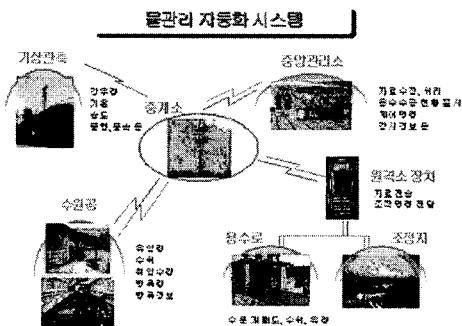 물관리 자동화 시스템
기상관측
강우량
기온
습도
풍향, 풍속 등
중계소
중앙관리소
자료수집, 처리
용수수급 현황 표시
제어명령
감시 경보 등
원격소 장치
자료 전송
조작명령 전달
수원공
유입량
수위
취입수량
방류량
방류경보
용수로
조정지
수문 개폐도, 수위, 유량